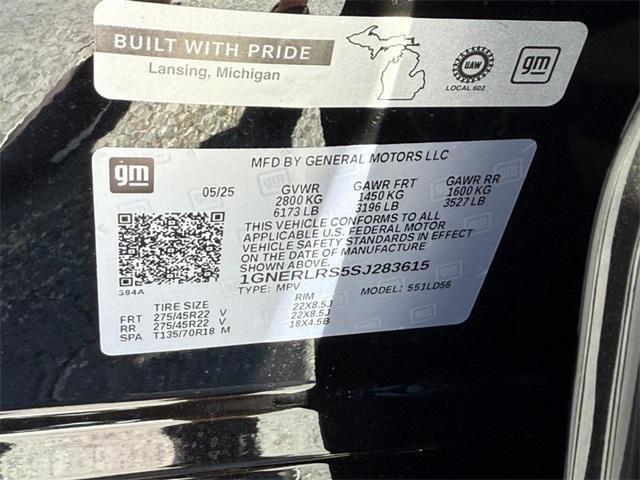 BUILT WITH PRIDE
Lansing, Michigan
UAW
LOCAL 602
gm
gm
MFD BY GENERAL MOTORS LLC
05/25 GVWR GAWR FRT GAWR RR
2800 KG 1450 KG 1600 KG
6173 LB 3196 LB 3527 LB
THIS VEHICLE CONFORMS TO ALL
APPLICABLE U.S. FEDERAL MOTOR
VEHICLE SAFETY STANDARDS IN EFFECT
ON THE DATE OF MANUFACTURE
SHOWN ABOVE.
1GNERLRS5SJ283615
TYPE: MPV MODEL: 551LD56
384A
TIRE SIZE RIM
FRT 275/45R22 V 22X8.5J
RR 275/45R22 V 22X8.5J
SPA T135/70R18 M 18X4.5B